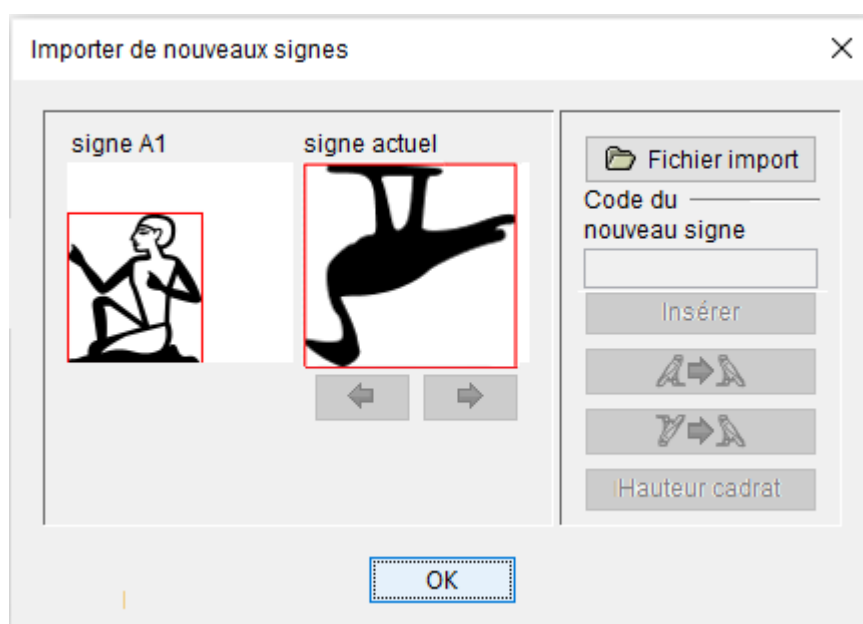 Importer de nouveaux signes
signe A1
signe actuel
Fichier import
Code du
nouveau signe
Insérer
Hauteur cadrat
OK